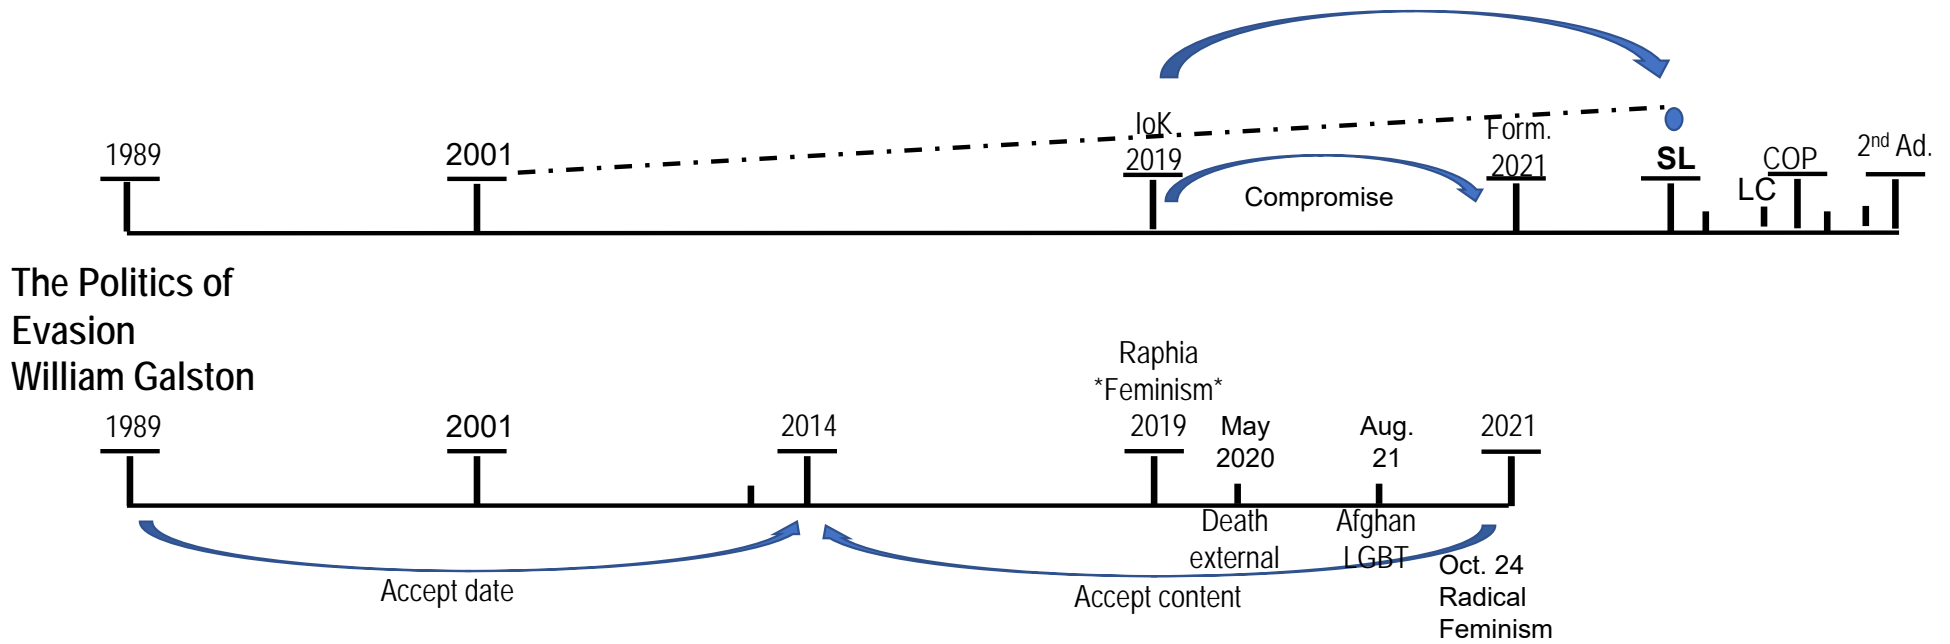 1989
2001
IoK
2019
Compromise
Form.
2021
SL
LC
COP
2nd Ad.
The Politics of
Evasion
William Galston
1989
2001
2014
Raphia
*Feminism*
2019
May
2020
Aug.
21
2021
Death
external
Afghan
LGBT
Oct. 24
Radical
Feminism
Accept date
Accept content